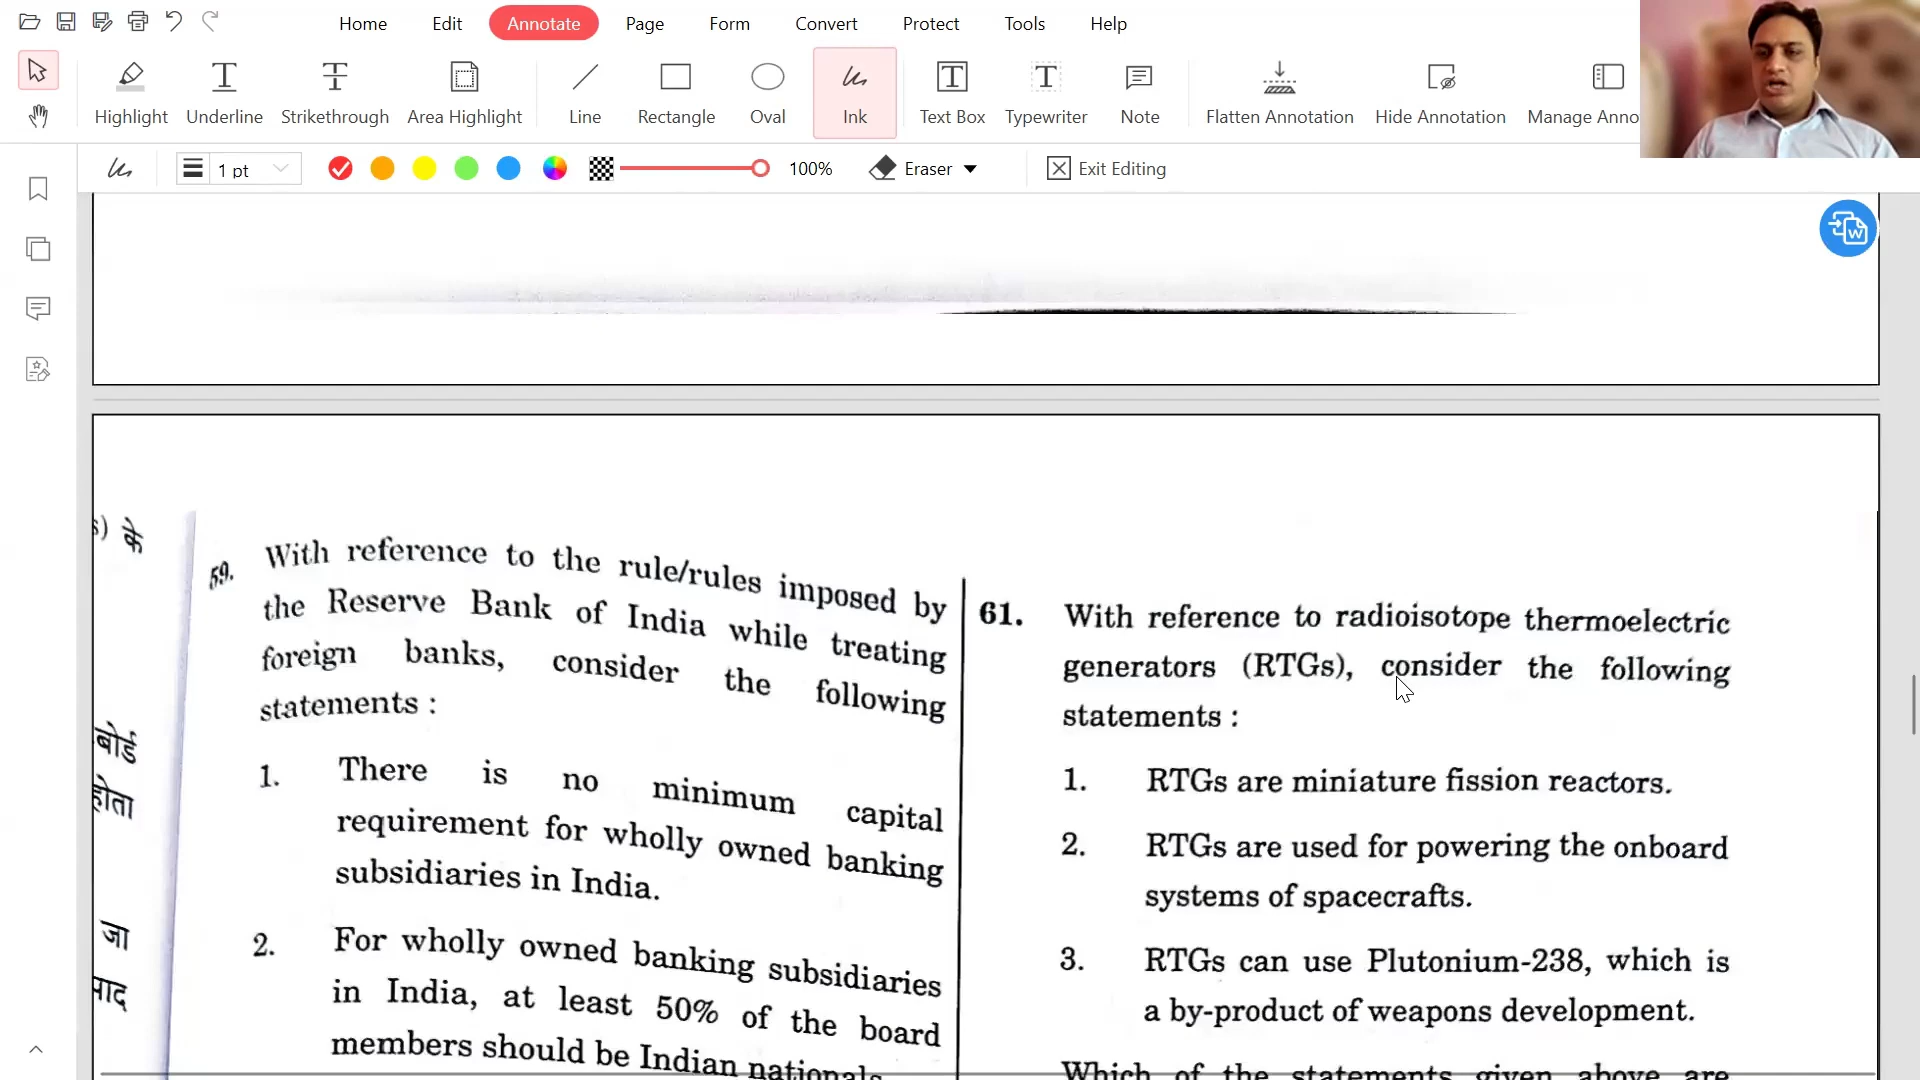 Home Edit Annotate Page Form Convert Protect Tools Help
Highlight Underline Strikethrough Area Highlight Line Rectangle Oval Ink Text Box Typewriter Note Flatten Annotation Hide Annotation Manage Anno
1 pt 100% Eraser Exit Editing
s) के
बोर्ड
होता
जा
59. With reference to the rule/rules imposed by
the Reserve Bank of India while treating
foreign banks, consider the following
statements :
1. There is no minimum capital
requirement for wholly owned banking
subsidiaries in India.
2. For wholly owned banking subsidiaries
in India, at least 50% of the board
members should be Indian nationals
61. With reference to radioisotope thermoelectric
generators (RTGs), consider the following
statements :
1. RTGs are miniature fission reactors.
2. RTGs are used for powering the onboard
systems of spacecrafts.
3. RTGs can use Plutonium-238, which is
a by-product of weapons development.
Which of the statements given above are